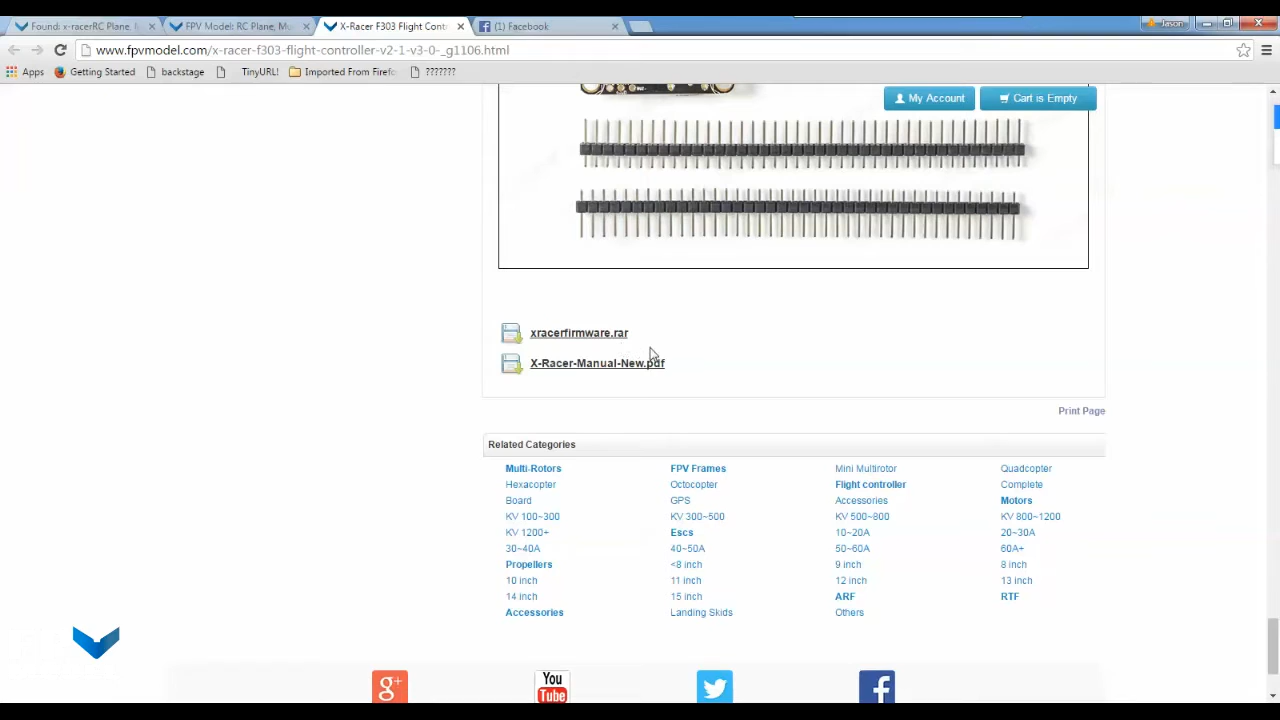 Found: x-racerRC Plane, M
FPV Model: RC Plane, Mu
X-Racer F303 Flight Cont
(1) Facebook
Jason
www.fpvmodel.com/x-racer-f303-flight-controller-v2-1-v3-0-_g1106.html
Apps Getting Started backstage TinyURL! Imported From Firefo ???????
My Account Cart is Empty
xracerfirmware.rar
X-Racer-Manual-New.pdf
Print Page
Related Categories
Multi-Rotors FPV Frames Mini Multirotor Quadcopter
Hexacopter Octocopter Flight controller Complete
Board GPS Accessories Motors
KV 100~300 KV 300~500 KV 500~800 KV 800~1200
KV 1200+ Escs 10~20A 20~30A
30~40A 40~50A 50~60A 60A+
Propellers <8 inch 9 inch 8 inch
10 inch 11 inch 12 inch 13 inch
14 inch 15 inch ARF RTF
Accessories Landing Skids Others
g+ You Tube f